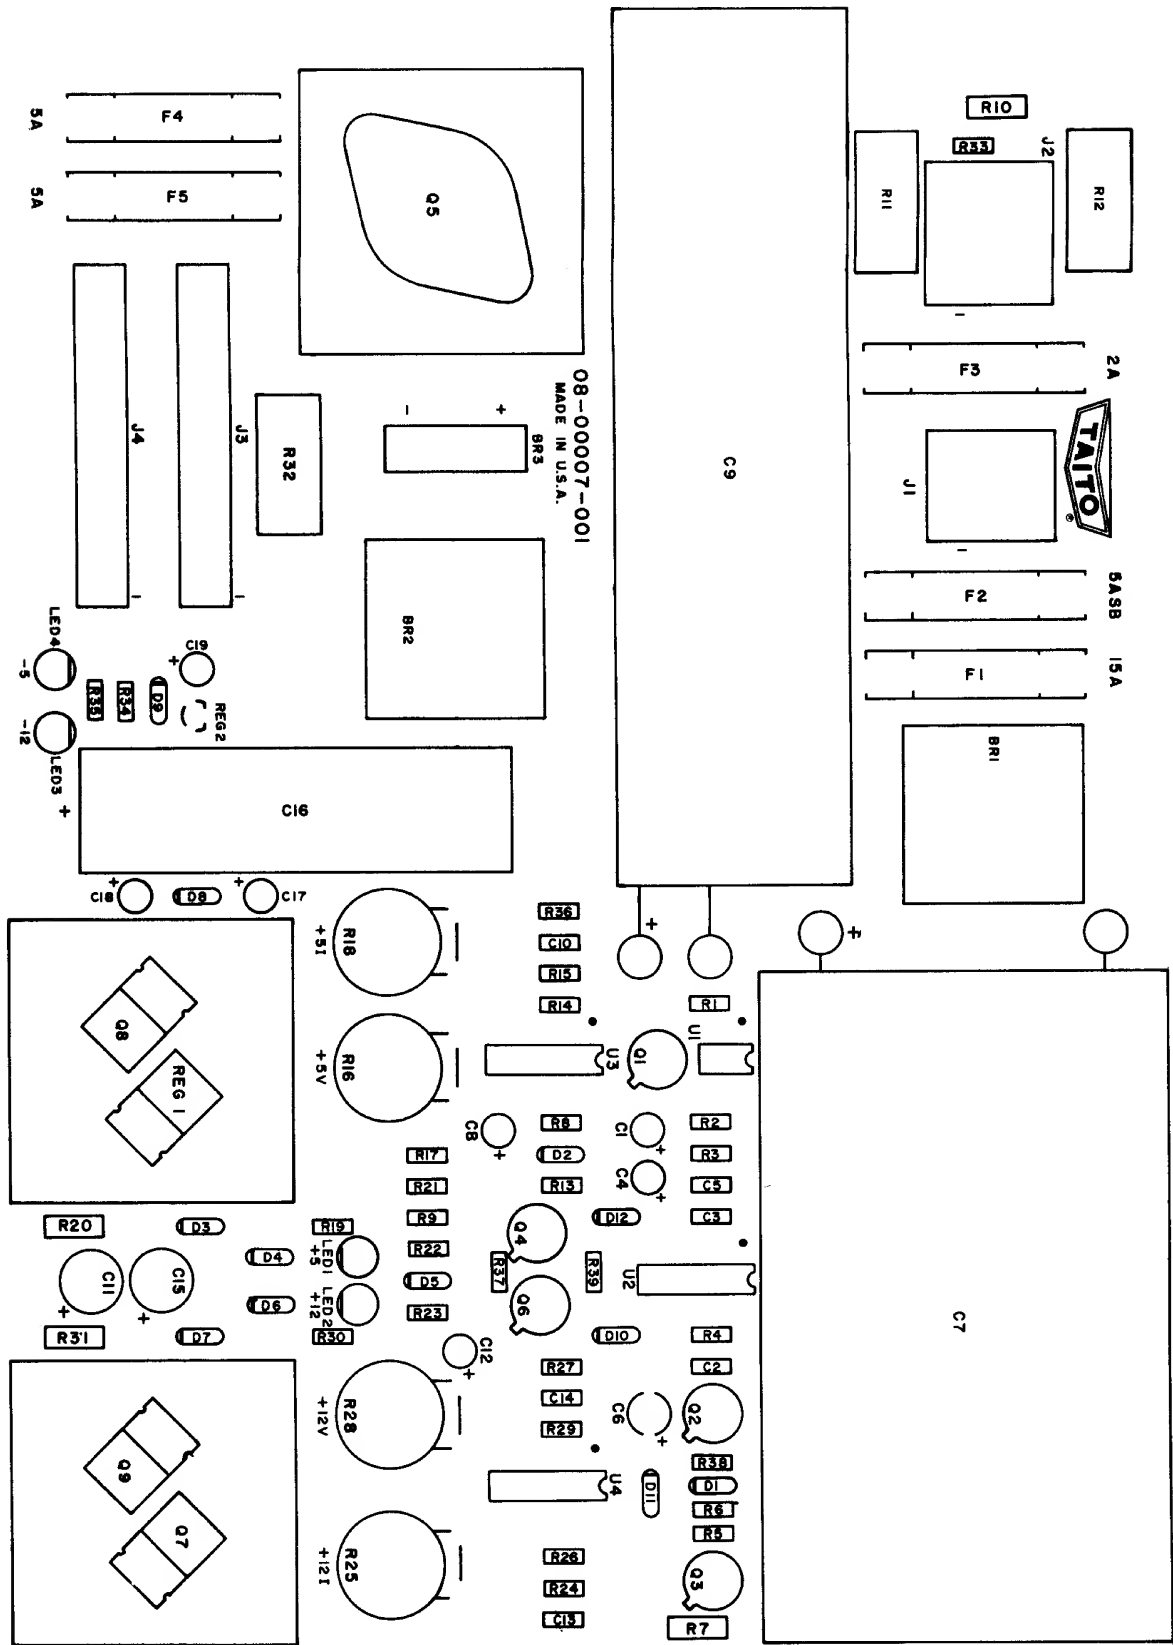 R10
J2
R33
R11
R12
5A
F4
5A
F5
Q5
-
F3
2A
TAITO
®
J1
-
5ASB
F2
15A
F1
BR1
C9
08-00007-001
MADE IN U.S.A.
- +
BR3
J4
J3
R32
-
-
BR2
LED4
-5
-12
LED3
+
R35
R34
D9
C19
+
REG2
C16
+
C18
D8
+
C17
R18
+5I
R36
C10
R15
R14
+
+
R1
U1
Q1
U3
Q8
REG 1
R16
+5V
C8
+
R8
D2
R13
C1
+
C4
+
R2
R3
C5
C3
R17
R21
R9
R22
D5
R23
R20
D3
R19
LED1
+5
D4
C11
+
C15
+
D6
LED2
+12
R31
D7
R30
Q4
R37
Q6
D12
R39
D10
U2
C7
C12
+
R4
C2
R27
C14
R29
C6
+
Q2
R28
+12V
Q9
Q7
U4
D11
R38
D1
R6
R5
R25
+12I
R26
R24
C13
Q3
R7